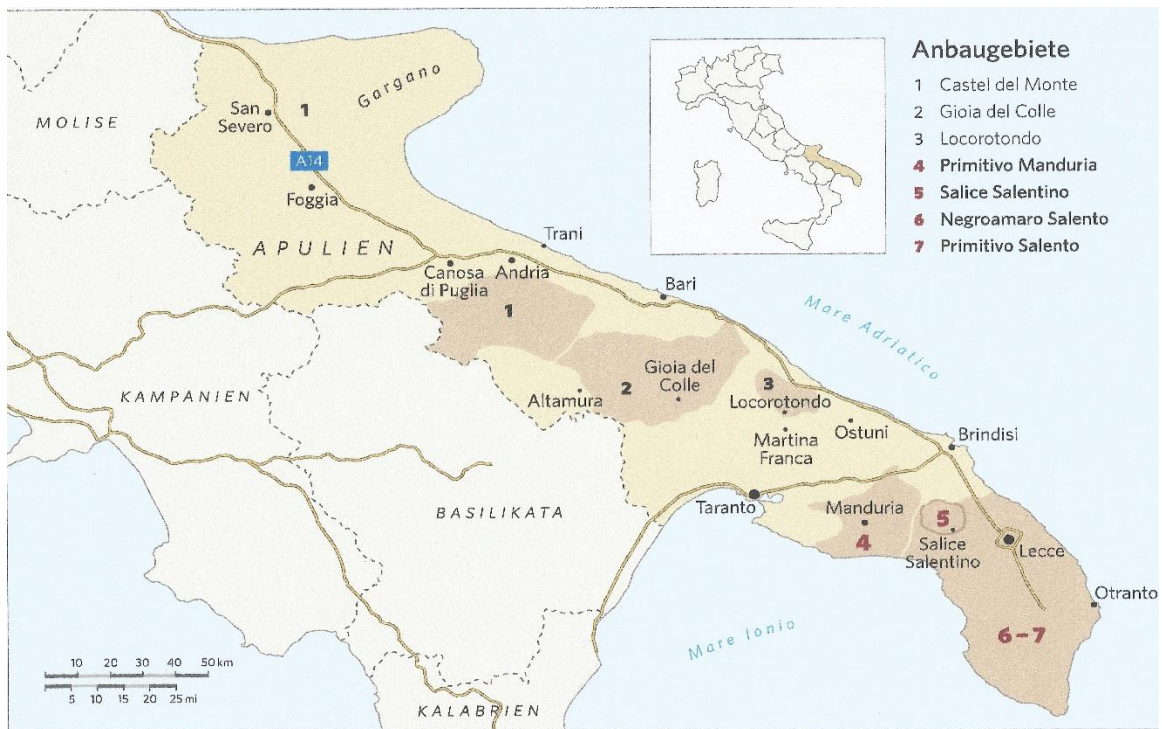 Anbaugebiete
1 Castel del Monte
2 Gioia del Colle
3 Locorotondo
4 Primitivo Manduria
5 Salice Salentino
6 Negroamaro Salento
7 Primitivo Salento
MOLISE
San
Severo
1
Gargano
A14
Foggia
APULIEN
Trani
Canosa
di Puglia
Andria
Bari
Mare Adriatico
1
KAMPANIEN
Altamura
2
Gioia del
Colle
3
Locorotondo
Martina
Franca
Ostuni
Brindisi
BASILIKATA
Taranto
Manduria
4
5
Salice
Salentino
Lecce
Otranto
6–7
Mare Ionio
10 20 30 40 50 km
5 10 15 20 25 mi
KALABRIEN